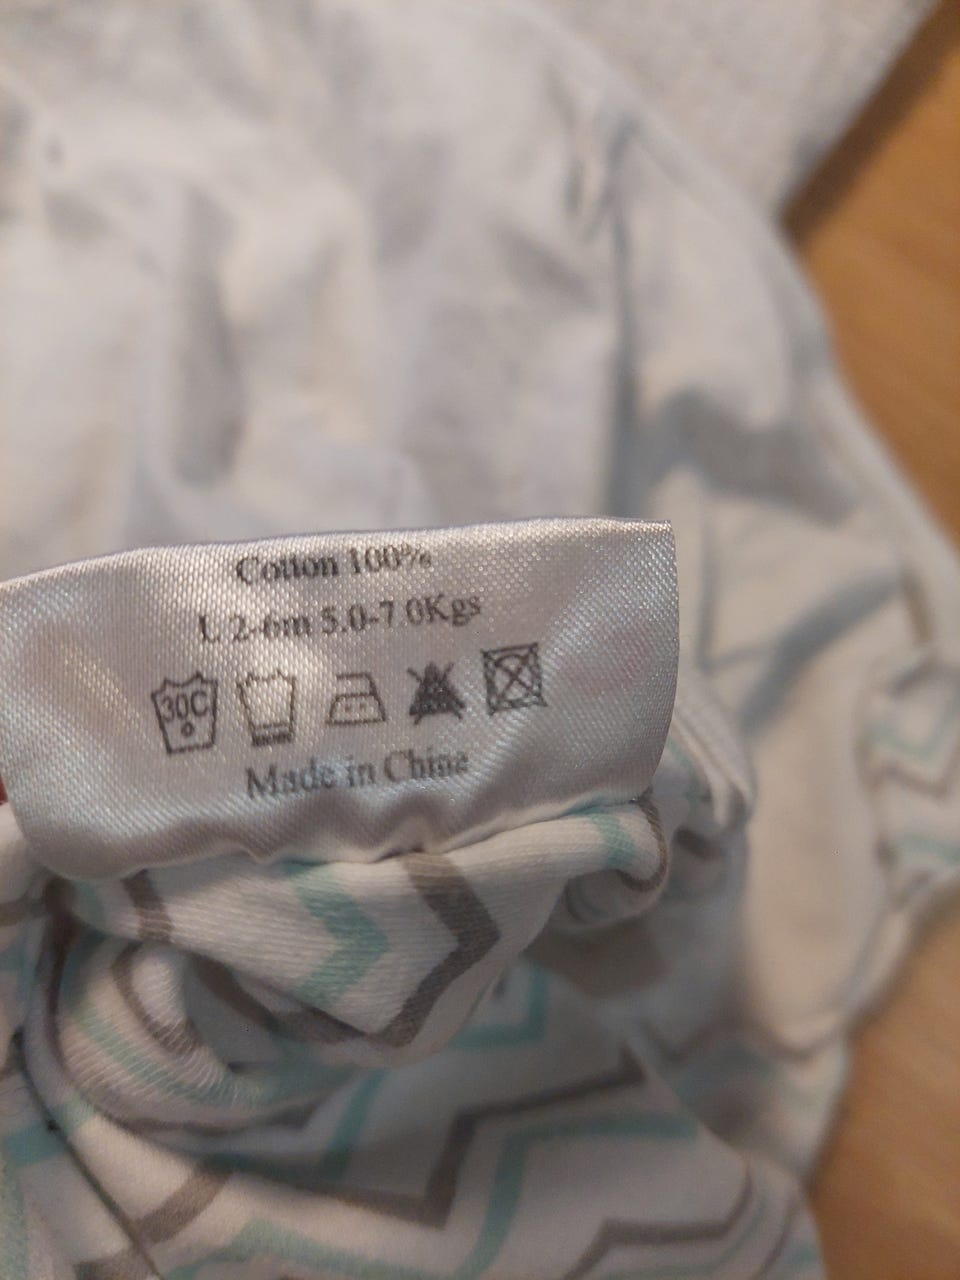 Cotton 100%
L 2-6m 5.0-7.0Kgs
30C
Made in China